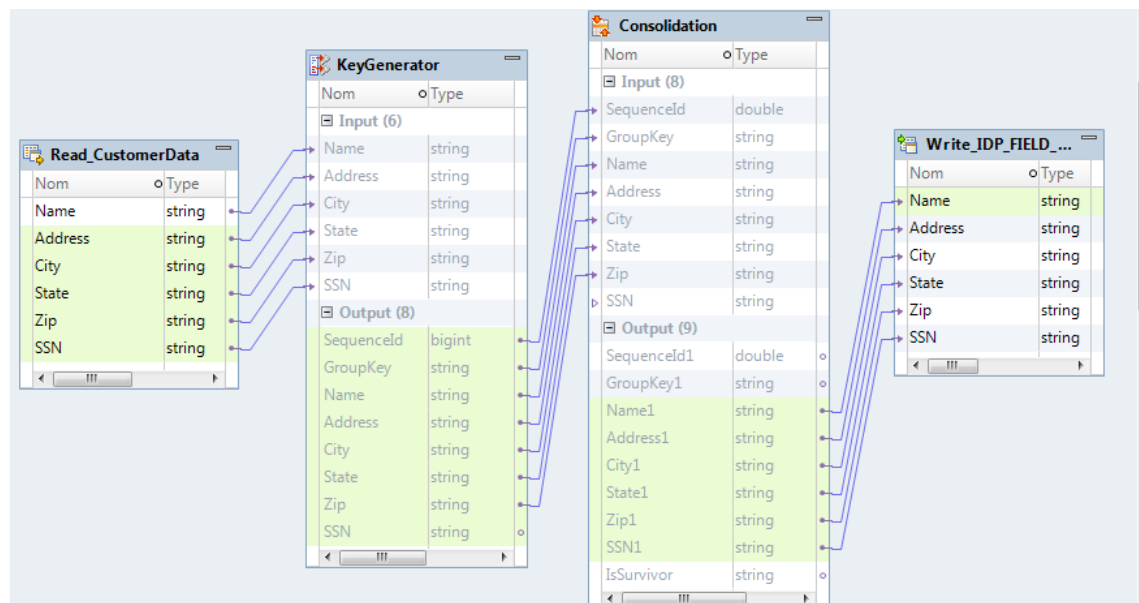 Read_CustomerData
Nom Type
Name string
Address string
City string
State string
Zip string
SSN string
KeyGenerator
Nom Type
Input (6)
Name string
Address string
City string
State string
Zip string
SSN string
Output (8)
SequenceId bigint
GroupKey string
Name string
Address string
City string
State string
Zip string
SSN string
Consolidation
Nom Type
Input (8)
SequenceId double
GroupKey string
Name string
Address string
City string
State string
Zip string
SSN string
Output (9)
SequenceId1 double
GroupKey1 string
Name1 string
Address1 string
City1 string
State1 string
Zip1 string
SSN1 string
IsSurvivor string
Write_IDP_FIELD_...
Nom Type
Name string
Address string
City string
State string
Zip string
SSN string